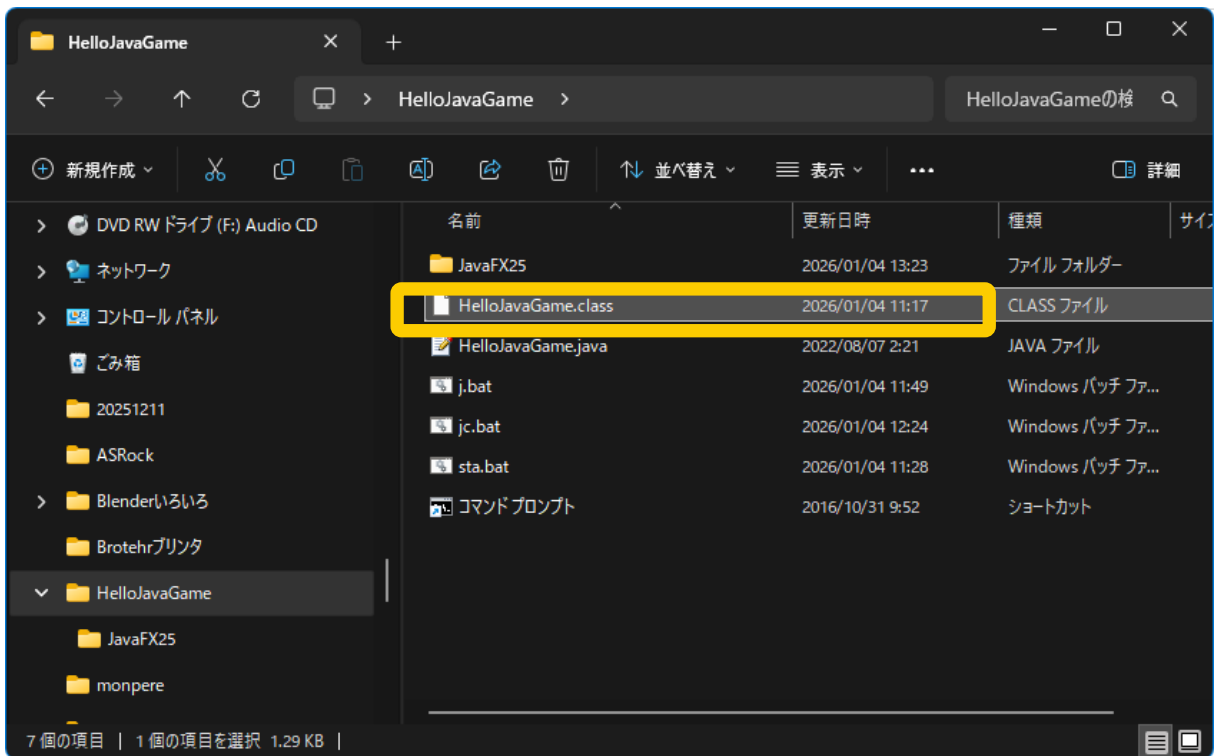 HelloJavaGame
HelloJavaGame
HelloJavaGameの検
新規作成
並べ替え
表示
詳細
DVD RW ドライブ (F:) Audio CD
ネットワーク
コントロール パネル
ごみ箱
20251211
ASRock
Blenderいろいろ
Brotehrプリンタ
HelloJavaGame
JavaFX25
monpere
名前 更新日時 種類 サイズ
JavaFX25 2026/01/04 13:23 ファイル フォルダー
HelloJavaGame.class 2026/01/04 11:17 CLASS ファイル
HelloJavaGame.java 2022/08/07 2:21 JAVA ファイル
j.bat 2026/01/04 11:49 Windows バッチ ファ...
jc.bat 2026/01/04 12:24 Windows バッチ ファ...
sta.bat 2026/01/04 11:28 Windows バッチ ファ...
コマンド プロンプト 2016/10/31 9:52 ショートカット
7 個の項目 | 1 個の項目を選択 1.29 KB |